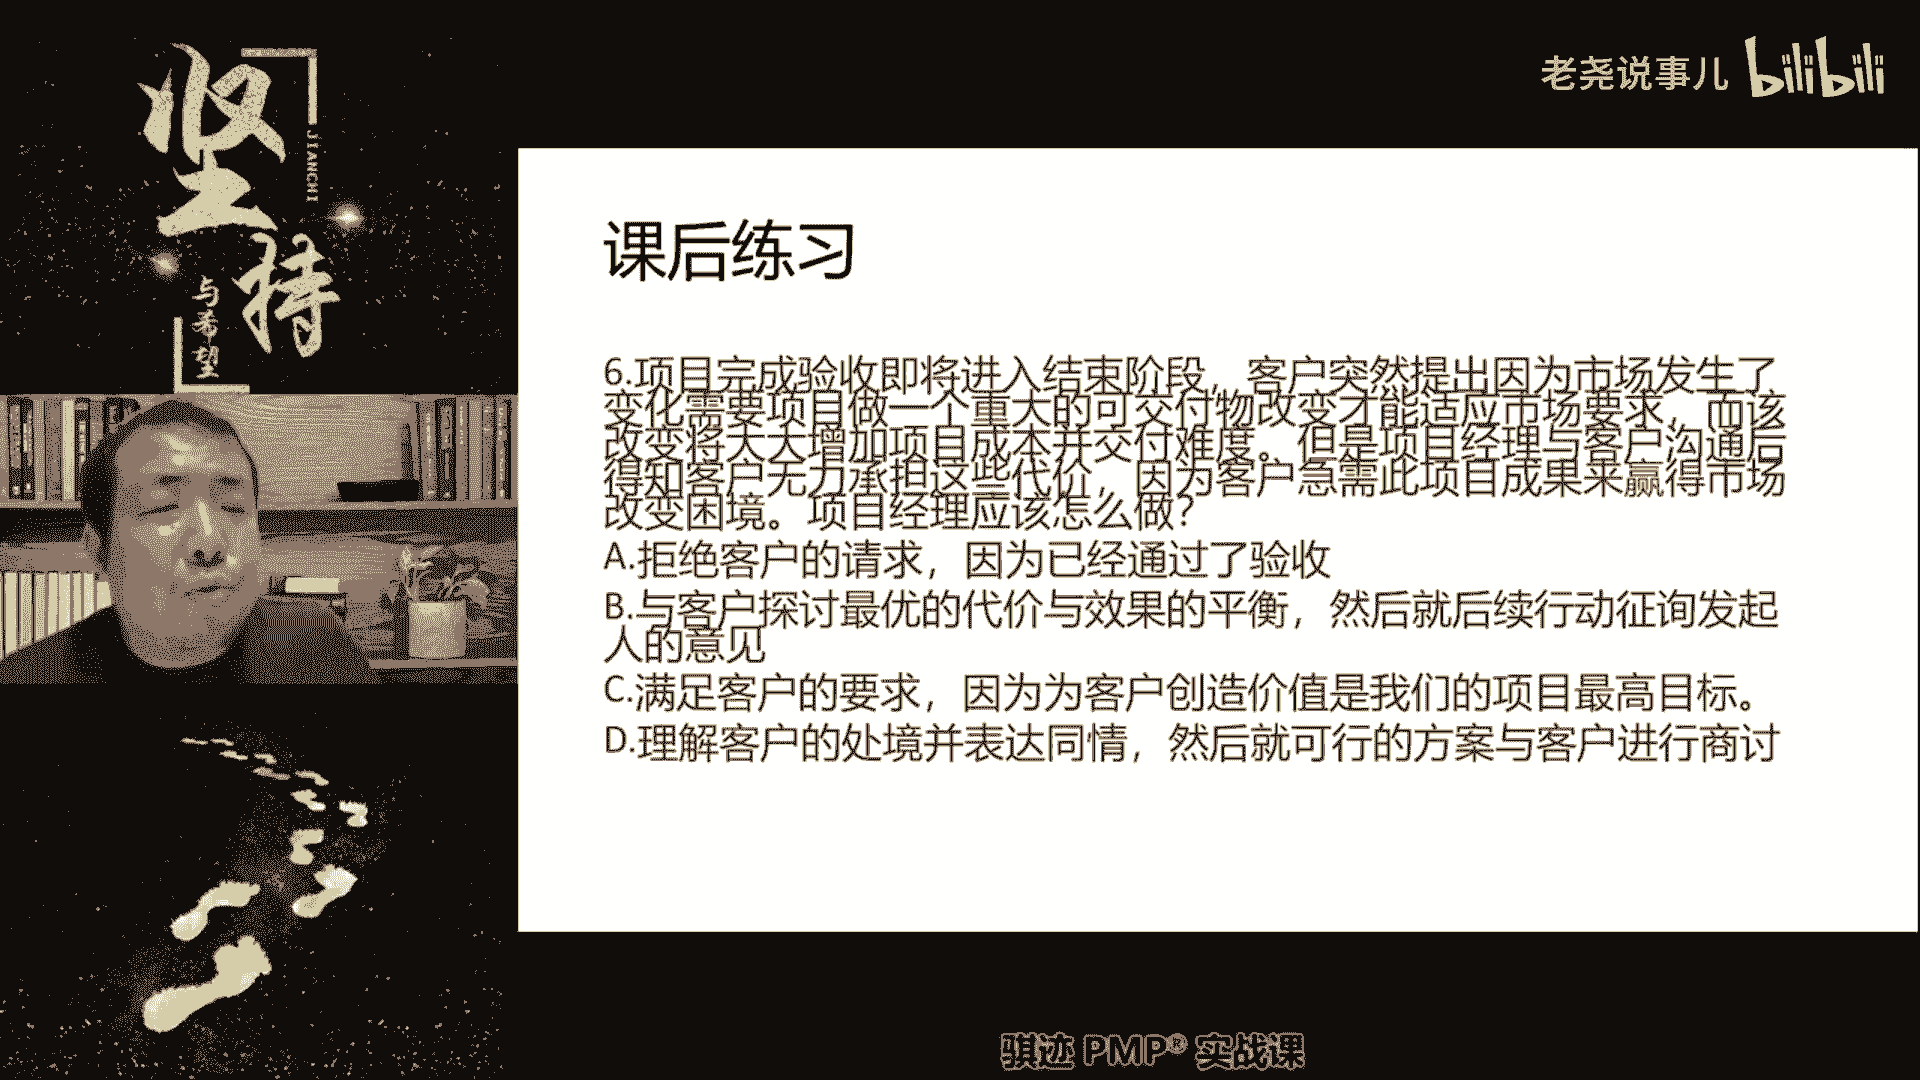 坚持
JIANCHI
与希望
老尧说事儿 bilibili
课后练习
6.项目完成验收即将进入结束阶段，客户突然提出因为市场发生了
变化需要项目做一个重大的可交付物改变才能适应市场要求，而该
改变将大大增加项目成本并交付难度。但是项目经理与客户沟通后
得知客户无力承担这些代价，因为客户急需此项目成果来赢得市场
改变困境。项目经理应该怎么做？
A.拒绝客户的请求，因为已经通过了验收
B.与客户探讨最优的代价与效果的平衡，然后就后续行动征询发起
人的意见
C.满足客户的要求，因为为客户创造价值是我们的项目最高目标。
D.理解客户的处境并表达同情，然后就可行的方案与客户进行商讨
骐迹 PMP® 实战课